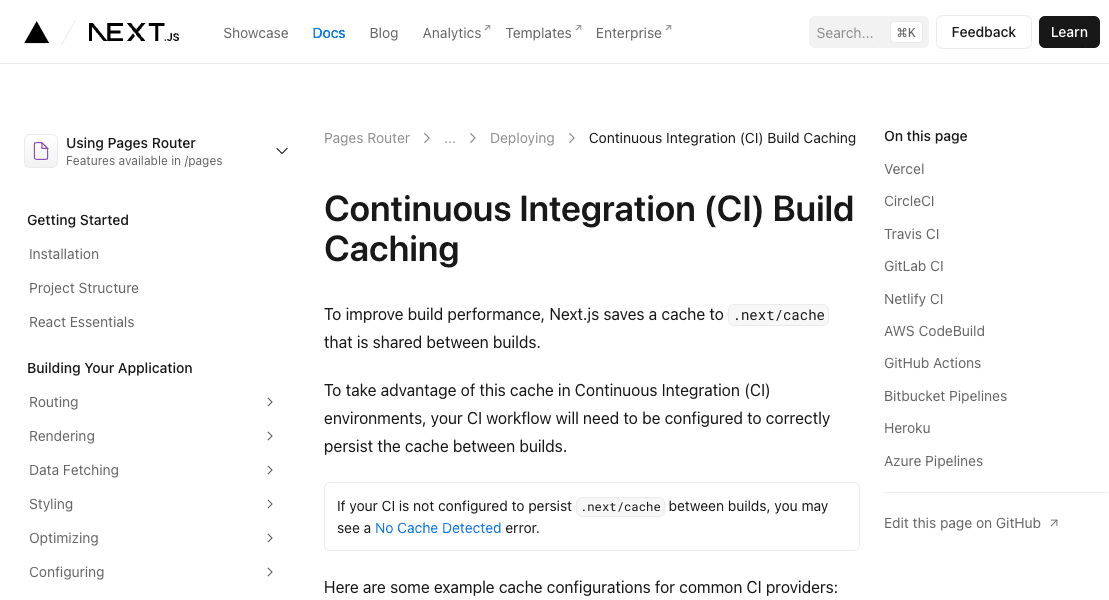 NEXT.JS
Showcase
Docs
Blog
Analytics
Templates
Enterprise
Search...
⌘K
Feedback
Learn
Using Pages Router
Features available in /pages
Getting Started
Installation
Project Structure
React Essentials
Building Your Application
Routing
Rendering
Data Fetching
Styling
Optimizing
Configuring
Pages Router > ... > Deploying > Continuous Integration (CI) Build Caching
Continuous Integration (CI) Build
Caching
To improve build performance, Next.js saves a cache to .next/cache
that is shared between builds.
To take advantage of this cache in Continuous Integration (CI)
environments, your CI workflow will need to be configured to correctly
persist the cache between builds.
If your CI is not configured to persist .next/cache between builds, you may
see a No Cache Detected error.
Here are some example cache configurations for common CI providers:
On this page
Vercel
CircleCI
Travis CI
GitLab CI
Netlify CI
AWS CodeBuild
GitHub Actions
Bitbucket Pipelines
Heroku
Azure Pipelines
Edit this page on GitHub